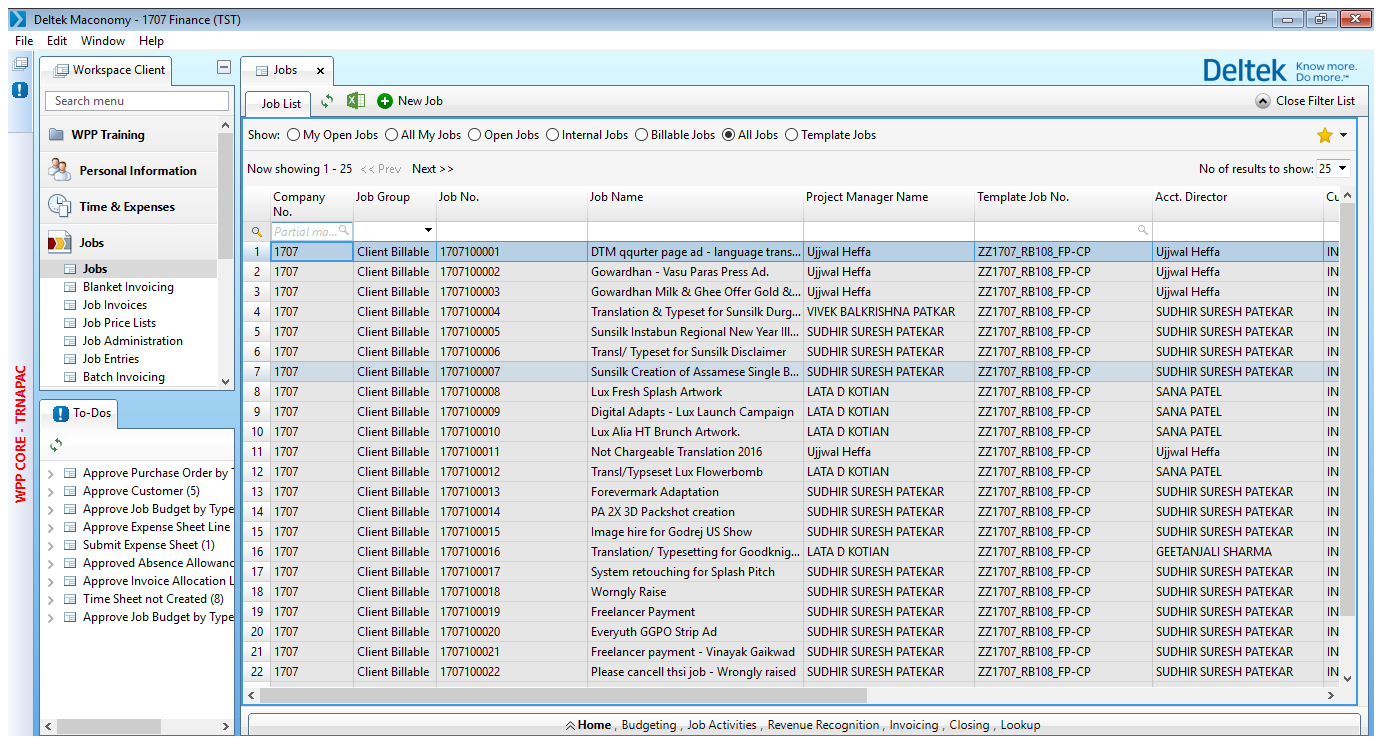 Deltek Maconomy - 1707 Finance (TST)
File Edit Window Help
Workspace Client
Search menu
WPP Training
Personal Information
Time & Expenses
Jobs
Jobs
Blanket Invoicing
Job Invoices
Job Price Lists
Job Administration
Job Entries
Batch Invoicing
WPP CORE - TRNAPAC
To-Dos
Approve Purchase Order by T
Approve Customer (5)
Approve Job Budget by Type
Approve Expense Sheet Line
Submit Expense Sheet (1)
Approved Absence Allowanc
Approve Invoice Allocation L
Time Sheet not Created (8)
Approve Job Budget by Type
Jobs
Deltek Know more. Do more.™
Job List New Job Close Filter List
Show: My Open Jobs All My Jobs Open Jobs Internal Jobs Billable Jobs All Jobs Template Jobs
Now showing 1 - 25 << Prev Next >> No of results to show: 25
Company No. Job Group Job No. Job Name Project Manager Name Template Job No. Acct. Director Cu
Partial ma...
1 1707 Client Billable 1707100001 DTM qqurter page ad - language trans... Ujjwal Heffa ZZ1707_RB108_FP-CP Ujjwal Heffa IN
2 1707 Client Billable 1707100002 Gowardhan - Vasu Paras Press Ad. Ujjwal Heffa ZZ1707_RB108_FP-CP Ujjwal Heffa IN
3 1707 Client Billable 1707100003 Gowardhan Milk & Ghee Offer Gold &... Ujjwal Heffa ZZ1707_RB108_FP-CP Ujjwal Heffa IN
4 1707 Client Billable 1707100004 Translation & Typeset for Sunsilk Durg... VIVEK BALKRISHNA PATKAR ZZ1707_RB108_FP-CP SUDHIR SURESH PATEKAR IN
5 1707 Client Billable 1707100005 Sunsilk Instabun Regional New Year Ill... SUDHIR SURESH PATEKAR ZZ1707_RB108_FP-CP SUDHIR SURESH PATEKAR IN
6 1707 Client Billable 1707100006 Transl/ Typeset for Sunsilk Disclaimer SUDHIR SURESH PATEKAR ZZ1707_RB108_FP-CP SUDHIR SURESH PATEKAR IN
7 1707 Client Billable 1707100007 Sunsilk Creation of Assamese Single B... SUDHIR SURESH PATEKAR ZZ1707_RB108_FP-CP SUDHIR SURESH PATEKAR IN
8 1707 Client Billable 1707100008 Lux Fresh Splash Artwork LATA D KOTIAN ZZ1707_RB108_FP-CP SANA PATEL IN
9 1707 Client Billable 1707100009 Digital Adapts - Lux Launch Campaign LATA D KOTIAN ZZ1707_RB108_FP-CP SANA PATEL IN
10 1707 Client Billable 1707100010 Lux Alia HT Brunch Artwork. LATA D KOTIAN ZZ1707_RB108_FP-CP SANA PATEL IN
11 1707 Client Billable 1707100011 Not Chargeable Translation 2016 Ujjwal Heffa ZZ1707_RB108_FP-CP Ujjwal Heffa IN
12 1707 Client Billable 1707100012 Transl/Typseset Lux Flowerbomb LATA D KOTIAN ZZ1707_RB108_FP-CP SANA PATEL IN
13 1707 Client Billable 1707100013 Forevermark Adaptation SUDHIR SURESH PATEKAR ZZ1707_RB108_FP-CP SUDHIR SURESH PATEKAR IN
14 1707 Client Billable 1707100014 PA 2X 3D Packshot creation SUDHIR SURESH PATEKAR ZZ1707_RB108_FP-CP SUDHIR SURESH PATEKAR IN
15 1707 Client Billable 1707100015 Image hire for Godrej US Show SUDHIR SURESH PATEKAR ZZ1707_RB108_FP-CP SUDHIR SURESH PATEKAR IN
16 1707 Client Billable 1707100016 Translation/ Typesetting for Goodknig... LATA D KOTIAN ZZ1707_RB108_FP-CP GEETANJALI SHARMA IN
17 1707 Client Billable 1707100017 System retouching for Splash Pitch SUDHIR SURESH PATEKAR ZZ1707_RB108_FP-CP SUDHIR SURESH PATEKAR IN
18 1707 Client Billable 1707100018 Worngly Raise SUDHIR SURESH PATEKAR ZZ1707_RB108_FP-CP SUDHIR SURESH PATEKAR IN
19 1707 Client Billable 1707100019 Freelancer Payment SUDHIR SURESH PATEKAR ZZ1707_RB108_FP-CP SUDHIR SURESH PATEKAR IN
20 1707 Client Billable 1707100020 Everyuth GGPO Strip Ad SUDHIR SURESH PATEKAR ZZ1707_RB108_FP-CP SUDHIR SURESH PATEKAR IN
21 1707 Client Billable 1707100021 Freelancer payment - Vinayak Gaikwad SUDHIR SURESH PATEKAR ZZ1707_RB108_FP-CP SUDHIR SURESH PATEKAR IN
22 1707 Client Billable 1707100022 Please cancell thsi job - Wrongly raised SUDHIR SURESH PATEKAR ZZ1707_RB108_FP-CP SUDHIR SURESH PATEKAR IN
Home , Budgeting , Job Activities , Revenue Recognition , Invoicing , Closing , Lookup